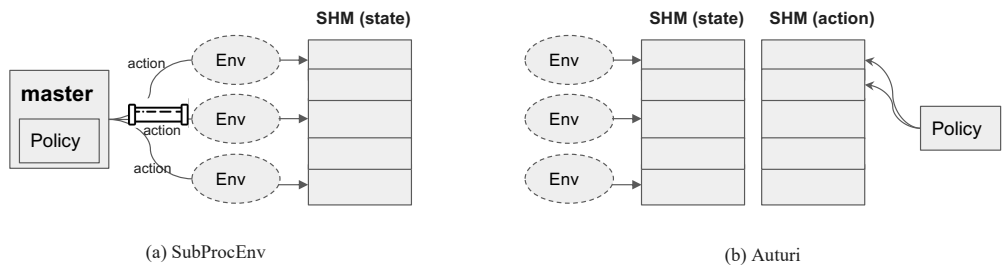 SHM (state)
Env
action
master
Policy
Env
action
action
Env
(a) SubProcEnv
SHM (state)
SHM (action)
Env
Env
Env
Policy
(b) Auturi